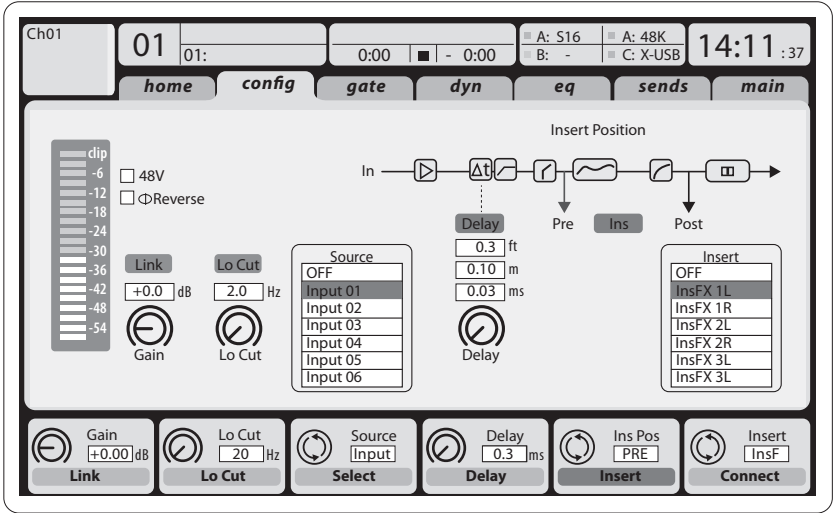 Ch01
01
01:
0:00
- 0:00
A: S16
B: -
A: 48K
C: X-USB
14:11 :37
home config gate dyn eq sends main
Insert Position
clip
-6
-12
-18
-24
-30
-36
-42
-48
-54
48V
ΦReverse
In
Δt
Pre
Ins
Post
Link
+0.0 dB
Gain
Lo Cut
2.0 Hz
Lo Cut
Source
OFF
Input 01
Input 02
Input 03
Input 04
Input 05
Input 06
Delay
0.3 ft
0.10 m
0.03 ms
Delay
Insert
OFF
InsFX 1L
InsFX 1R
InsFX 2L
InsFX 2R
InsFX 3L
InsFX 3L
Gain
+0.00 dB
Link
Lo Cut
20 Hz
Lo Cut
Source
Input
Select
Delay
0.3 ms
Delay
Ins Pos
PRE
Insert
Insert
InsF
Connect